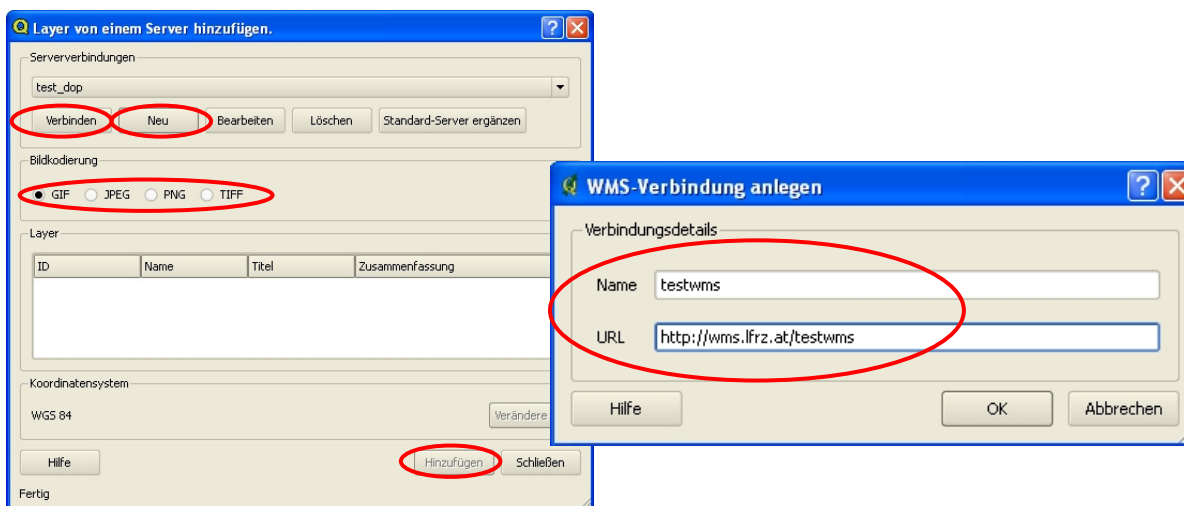 Layer von einem Server hinzufügen.
Serververbindungen
test_dop
Verbinden Neu Bearbeiten Löschen Standard-Server ergänzen
Bildkodierung
GIF JPEG PNG TIFF
Layer
ID Name Titel Zusammenfassung
Koordinatensystem
WGS 84 Verändere
Hilfe Hinzufügen Schließen
Fertig
WMS-Verbindung anlegen
Verbindungsdetails
Name testwms
URL http://wms.lfrz.at/testwms
Hilfe OK Abbrechen